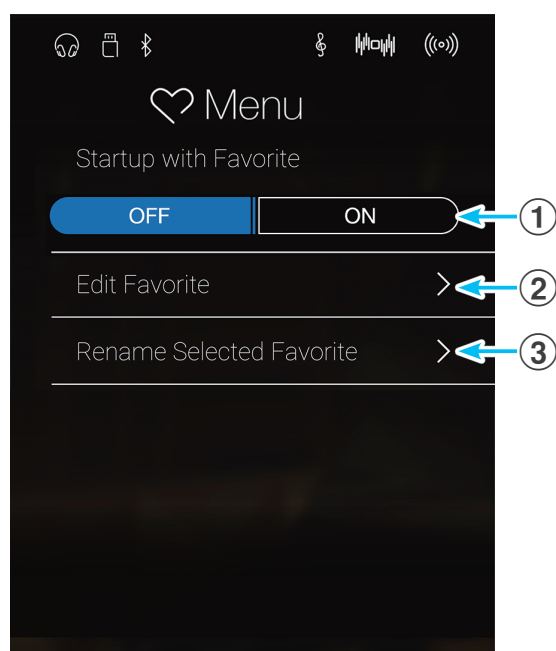 Menu
Startup with Favorite
OFF ON ①
Edit Favorite ②
Rename Selected Favorite ③